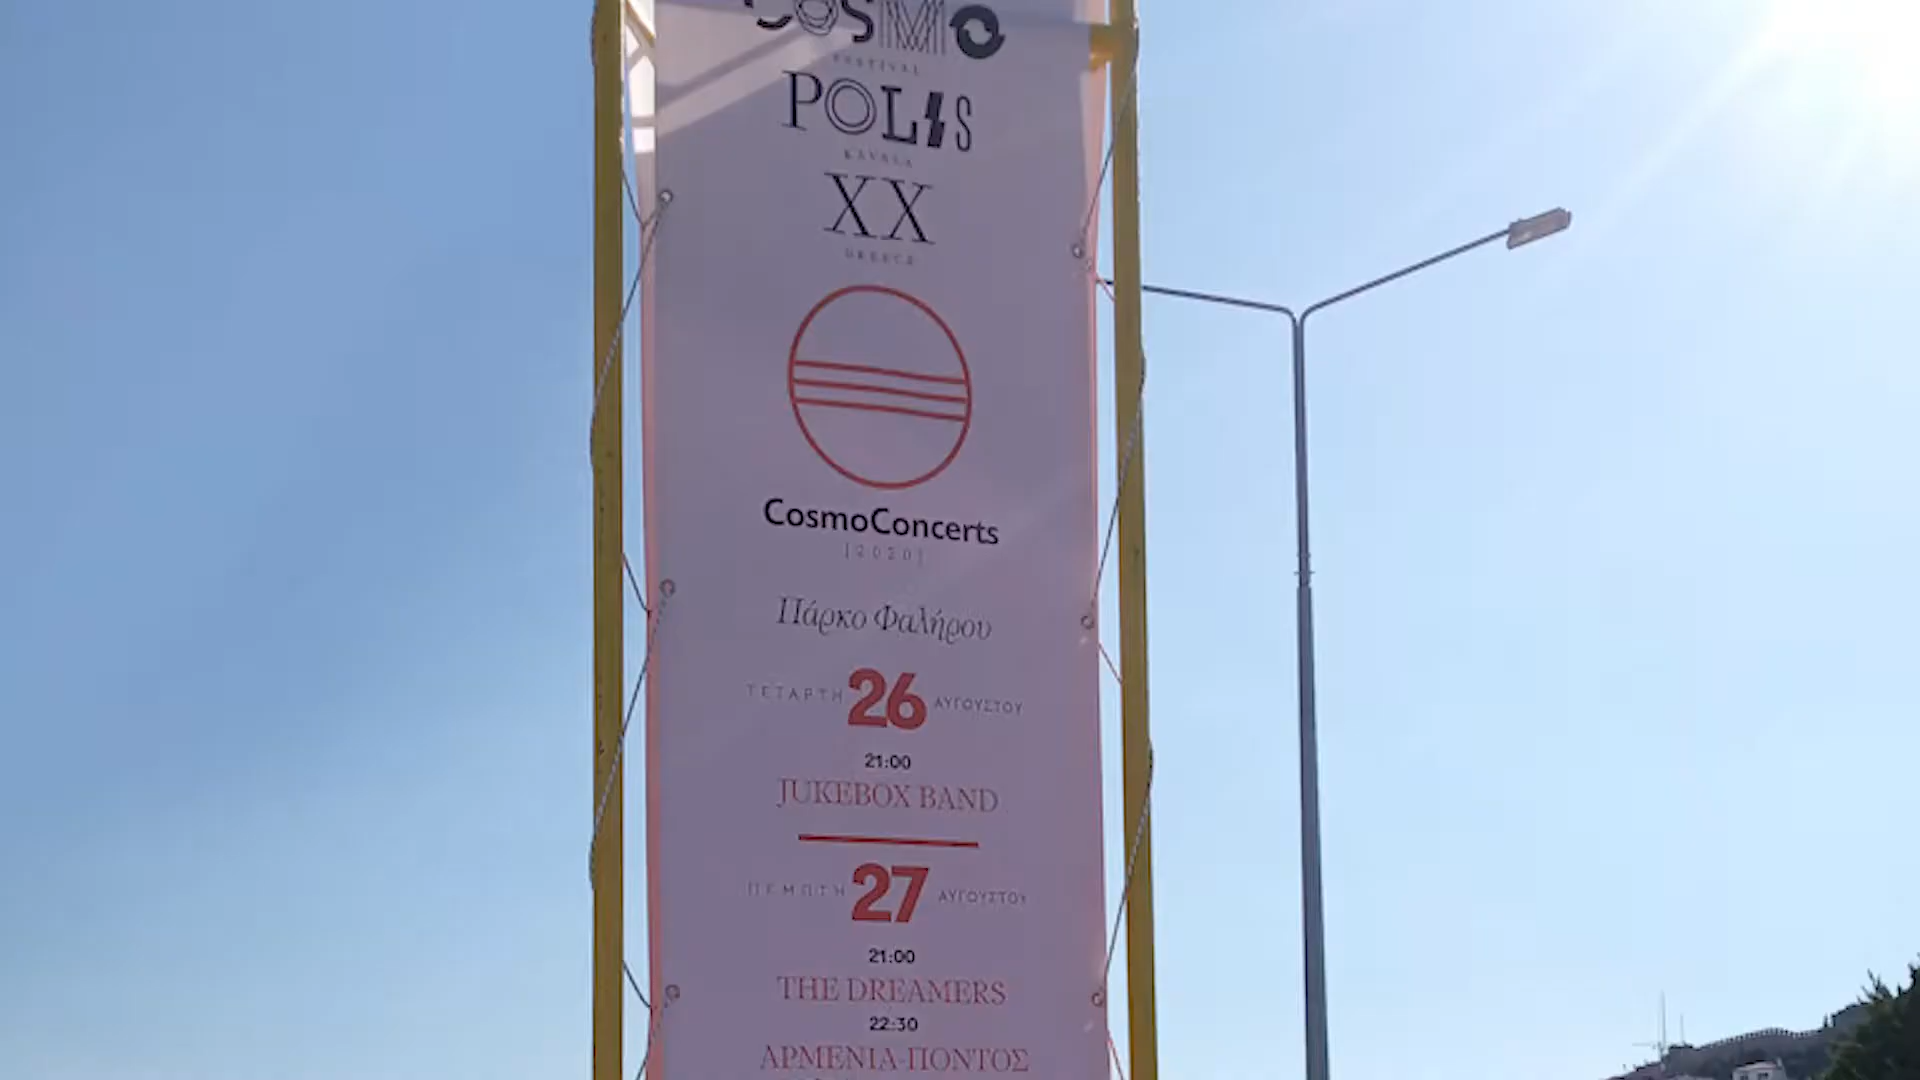 COSMO
FESTIVAL
POLIS
KAVALA
XX
GREECE
CosmoConcerts
[2020]
Πάρκο Φαλήρου
ΤΕΤΑΡΤΗ 26 ΑΥΓΟΥΣΤΟΥ
21:00
JUKEBOX BAND
ΠΕΜΠΤΗ 27 ΑΥΓΟΥΣΤΟΥ
21:00
THE DREAMERS
22:30
ΑΡΜΕΝΙΑ-ΠΟΝΤΟΣ